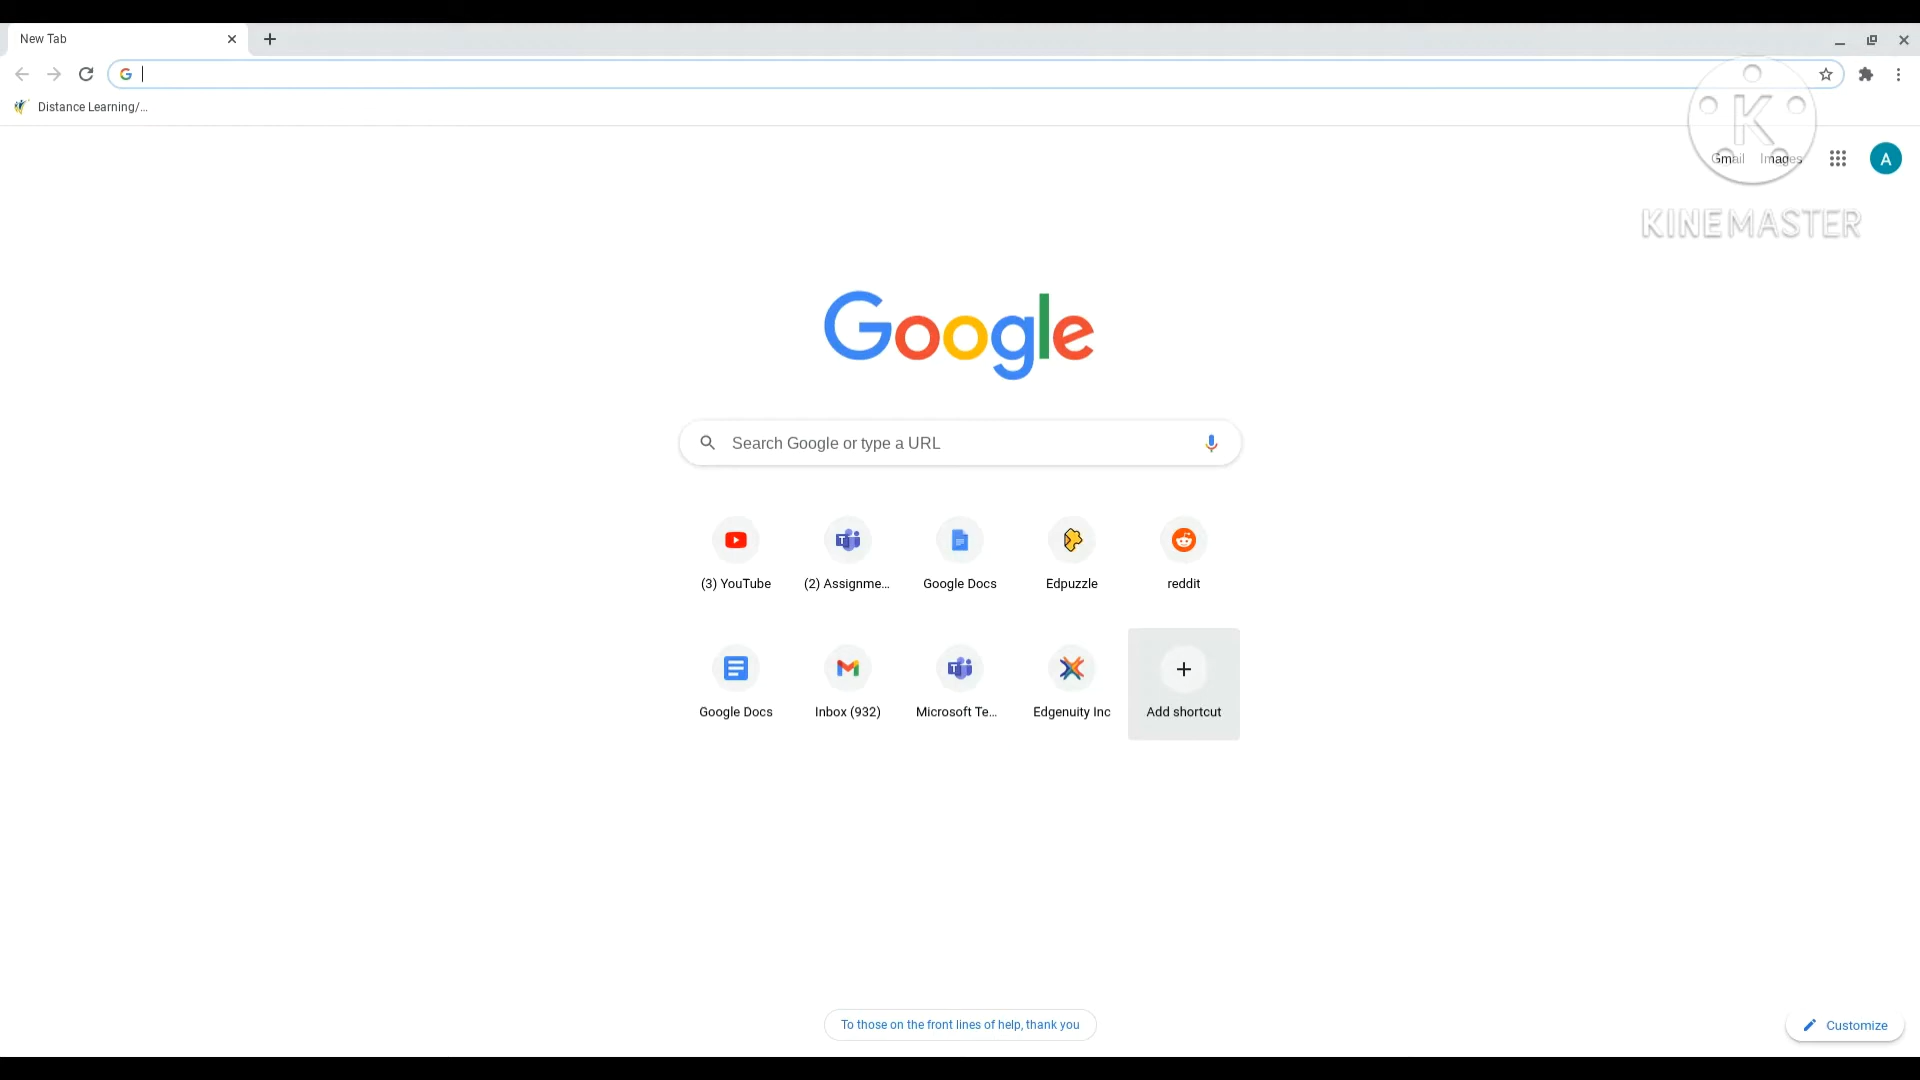 New Tab
Distance Learning/...
Gmail Images
A
K
KINEMASTER
Google
Search Google or type a URL
(3) YouTube (2) Assignme... Google Docs Edpuzzle reddit
Google Docs Inbox (932) Microsoft Te... Edgenuity Inc Add shortcut
To those on the front lines of help, thank you
Customize